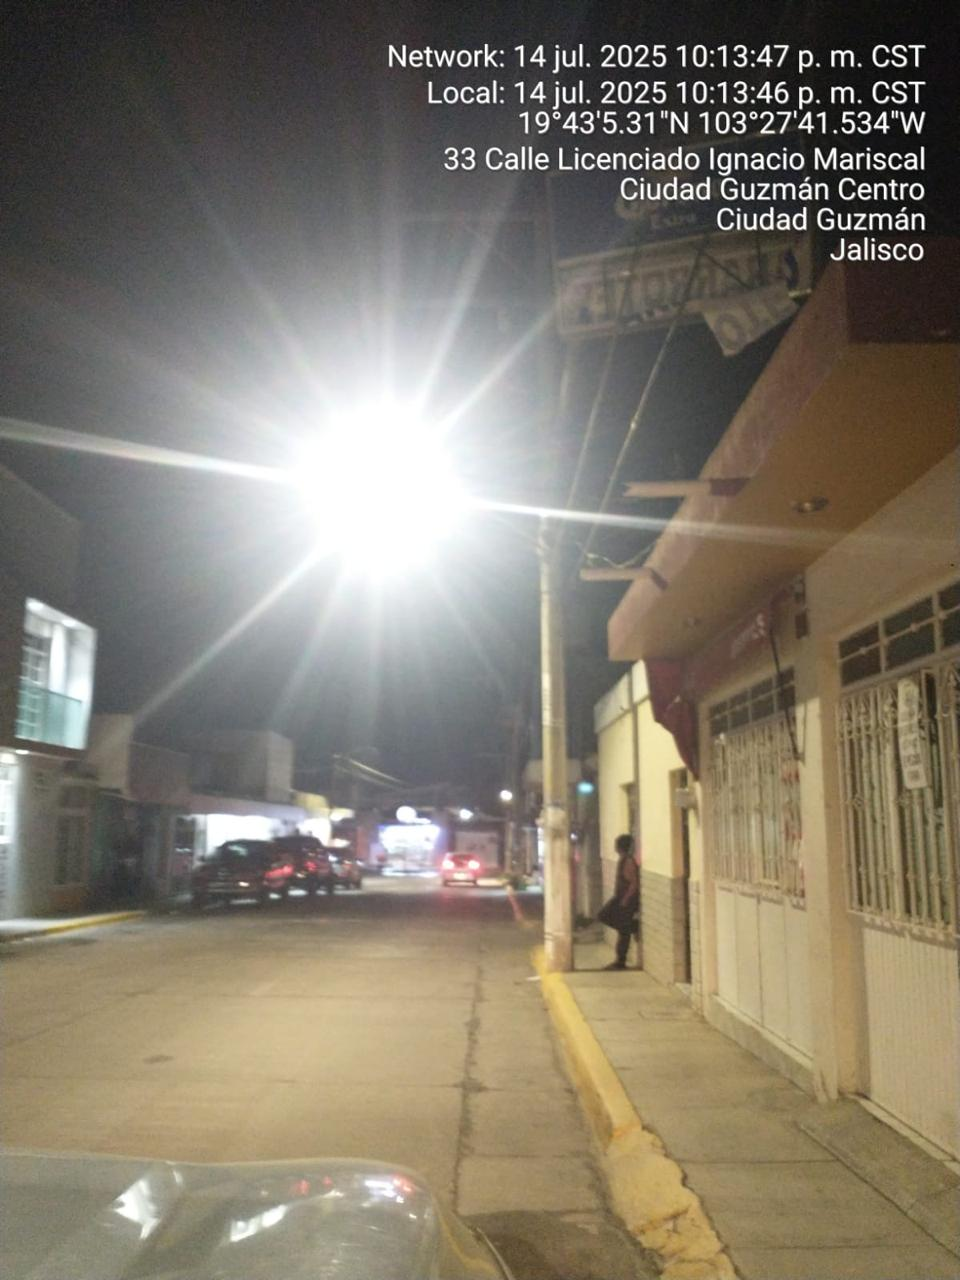 Network: 14 jul. 2025 10:13:47 p. m. CST
Local: 14 jul. 2025 10:13:46 p. m. CST
19°43'5.31"N 103°27'41.534"W
33 Calle Licenciado Ignacio Mariscal
Ciudad Guzmán Centro
Ciudad Guzmán
Jalisco
Extra